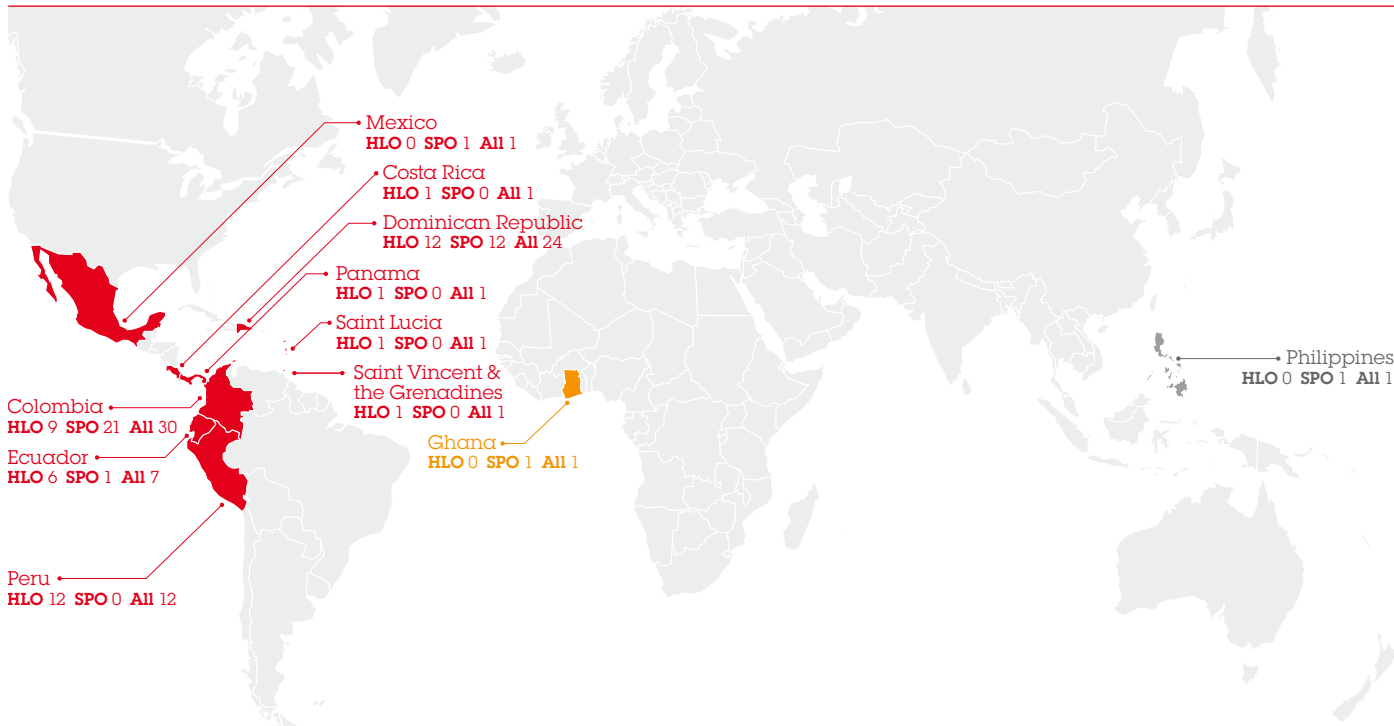 Mexico
HLO 0 SPO 1 All 1
Costa Rica
HLO 1 SPO 0 All 1
Dominican Republic
HLO 12 SPO 12 All 24
Panama
HLO 1 SPO 0 All 1
Saint Lucia
HLO 1 SPO 0 All 1
Saint Vincent &
the Grenadines
HLO 1 SPO 0 All 1
Colombia
HLO 9 SPO 21 All 30
Ecuador
HLO 6 SPO 1 All 7
Peru
HLO 12 SPO 0 All 12
Ghana
HLO 0 SPO 1 All 1
Philippines
HLO 0 SPO 1 All 1